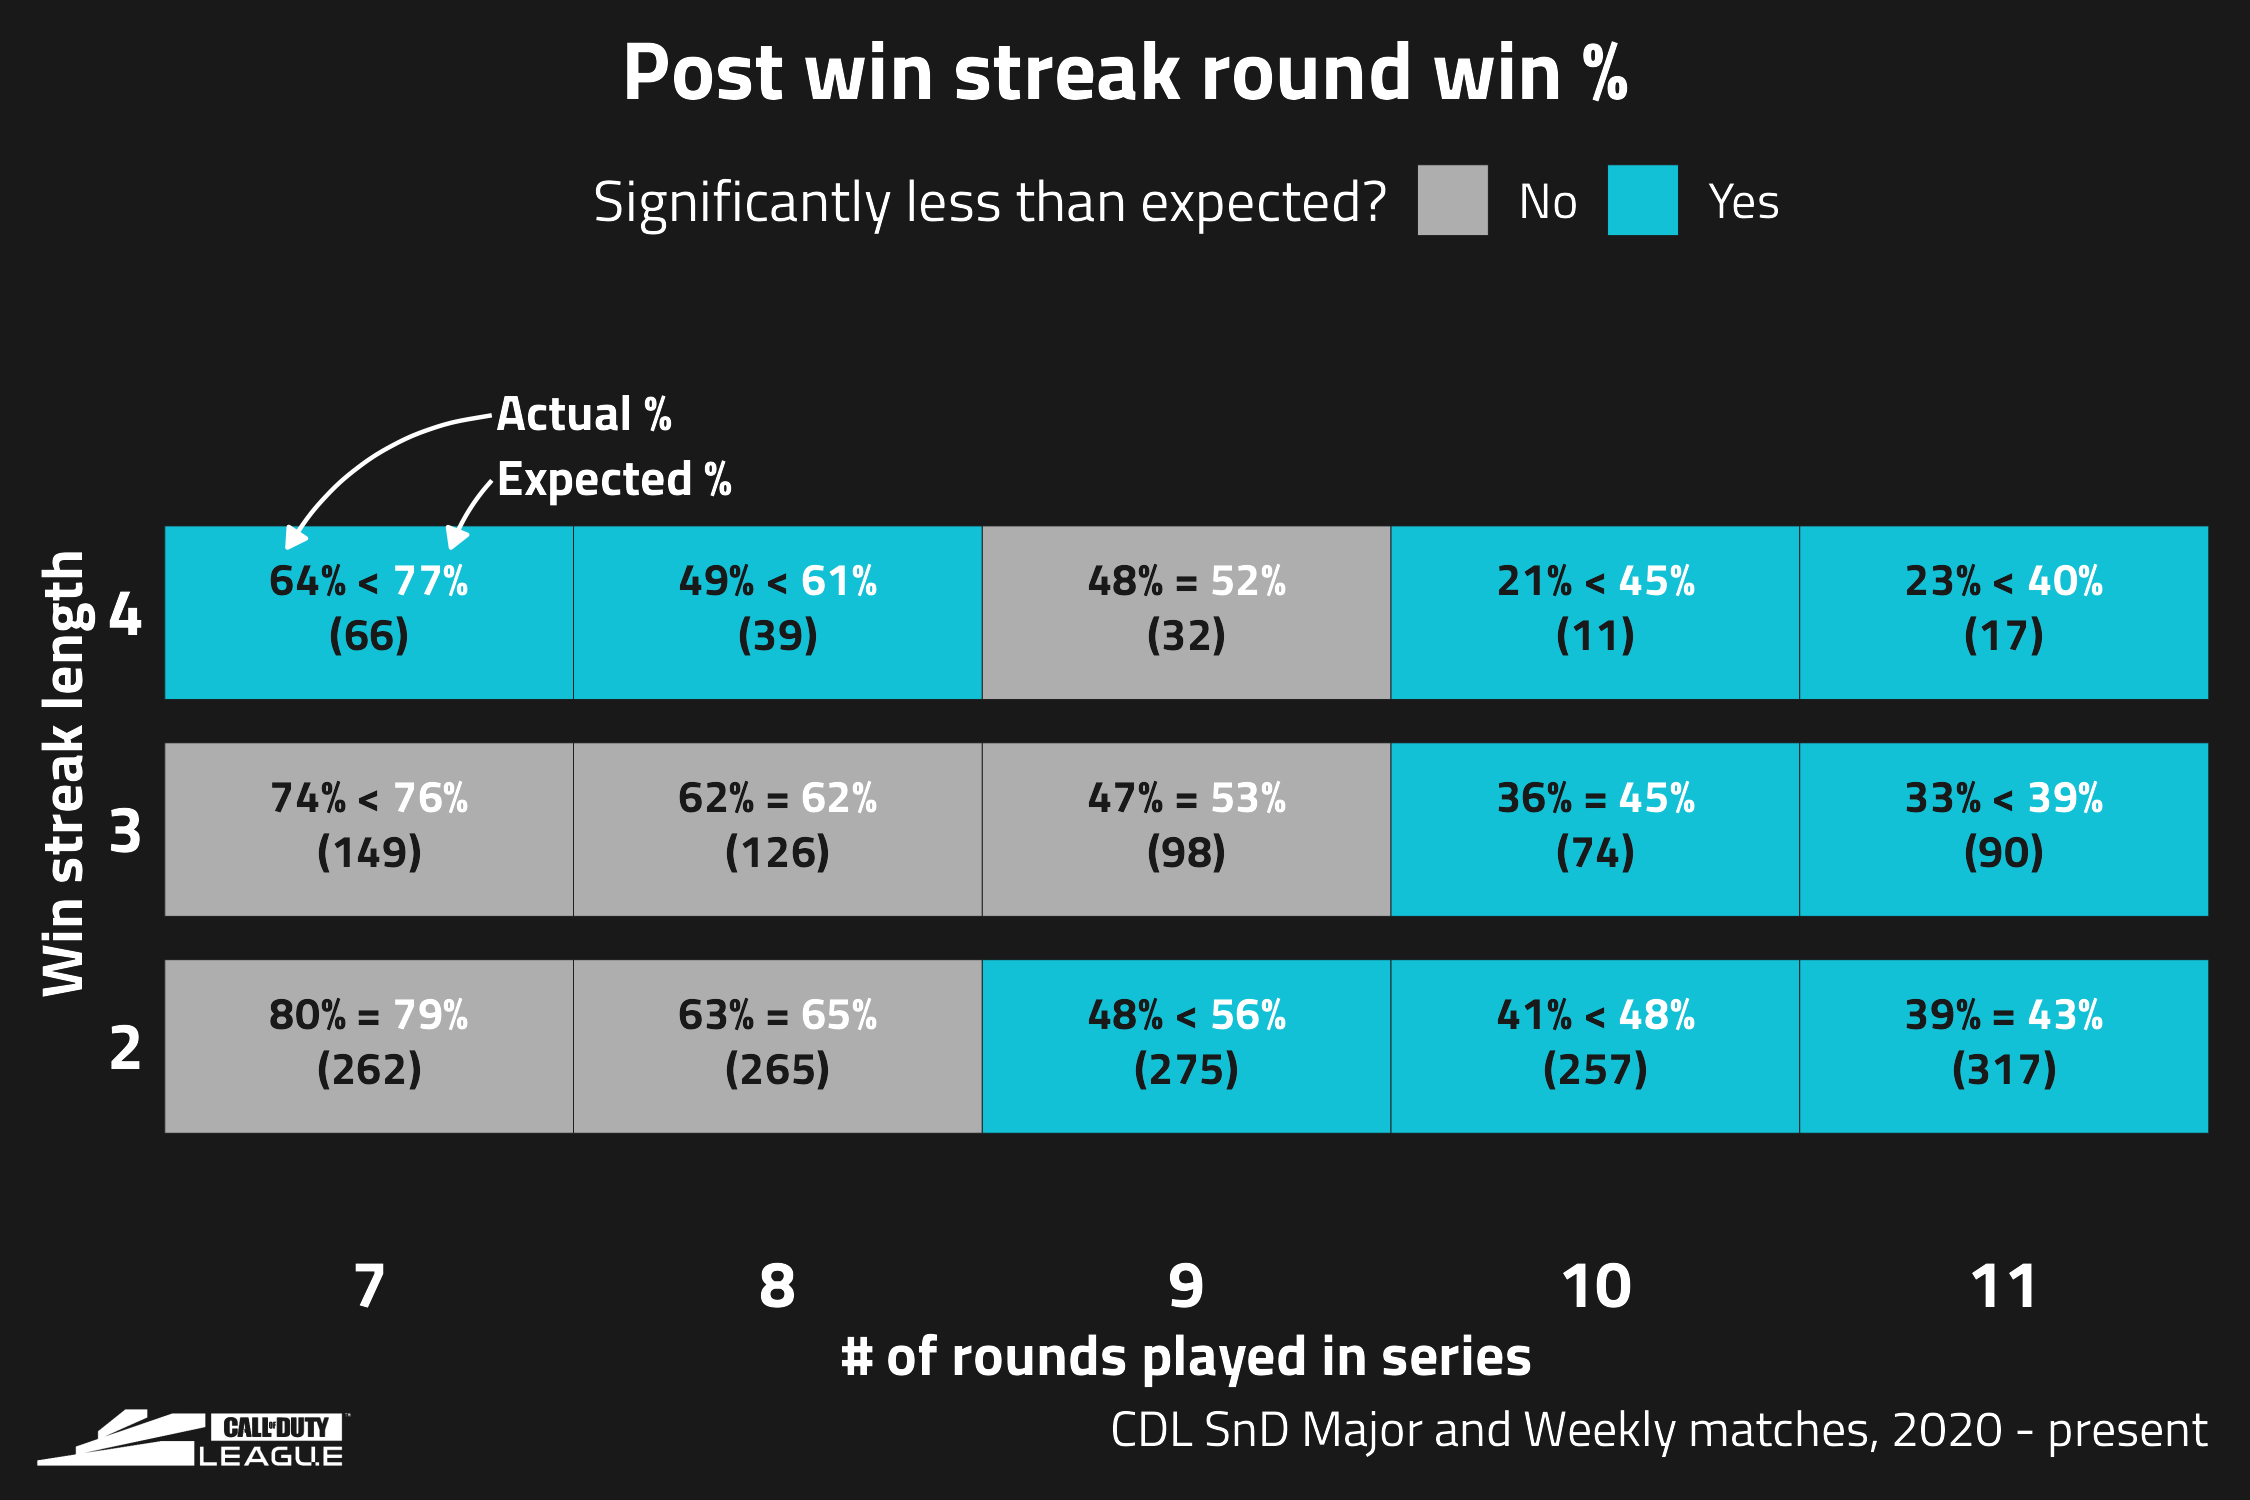 Post win streak round win %
Significantly less than expected? No Yes
Actual %
Expected %
Win streak length
4
64% < 77% 49% < 61% 48% = 52% 21% < 45% 23% < 40%
(66) (39) (32) (11) (17)
3
74% < 76% 62% = 62% 47% = 53% 36% = 45% 33% < 39%
(149) (126) (98) (74) (90)
2
80% = 79% 63% = 65% 48% < 56% 41% < 48% 39% = 43%
(262) (265) (275) (257) (317)
7 8 9 10 11
# of rounds played in series
CALL OF DUTY
LEAGUE
CDL SnD Major and Weekly matches, 2020 - present